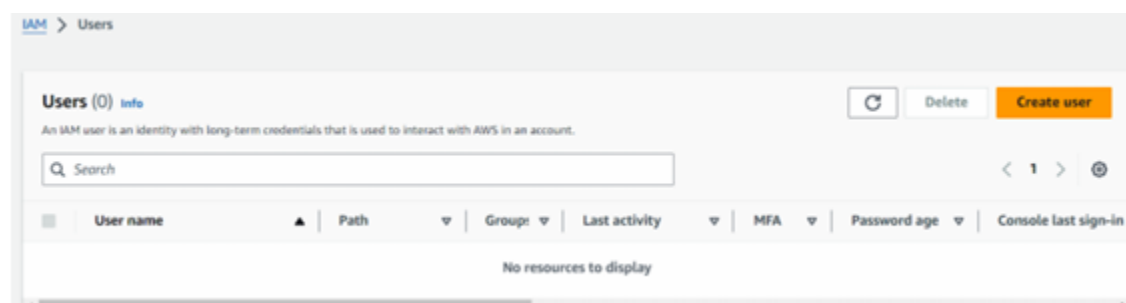 IAM > Users
Users (0) Info
Delete
Create user
An IAM user is an identity with long-term credentials that is used to interact with AWS in an account.
Search
< 1 >
User name
Path
Groups
Last activity
MFA
Password age
Console last sign-in
No resources to display